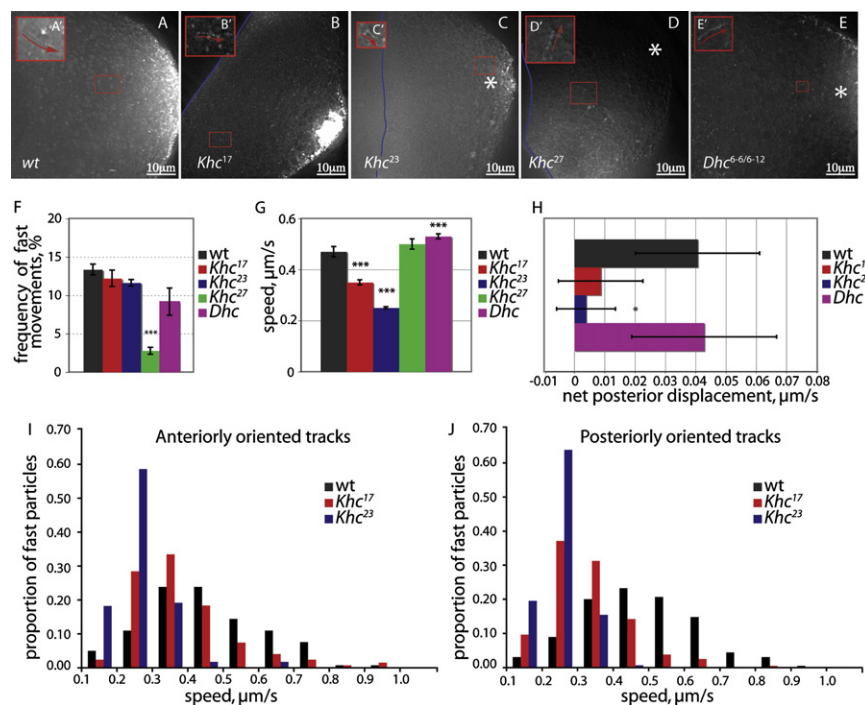 A' A B' B C' C D' D E' E
* * *
wt Khc17 Khc23 Khc27 Dhc6-6/6-12
10µm 10µm 10µm 10µm 10µm
F
frequency of fast
movements, %
20
15
10
5
0
***
wt
Khc17
Khc23
Khc27
Dhc
G
speed, µm/s
0.6
0.4
0.2
0
*** *** ***
H
wt
Khc1
Khc2
Khc27
Dhc
*
-0.01 0 0.01 0.02 0.03 0.04 0.05 0.06 0.07 0.08
net posterior displacement, µm/s
I Anteriorly oriented tracks
proportion of fast particles
0.70
0.60
0.50
0.40
0.30
0.20
0.10
0.00
wt
Khc17
Khc23
0.1 0.2 0.3 0.4 0.5 0.6 0.7 0.8 0.9 1.0
speed, µm/s
J Posteriorly oriented tracks
proportion of fast particles
0.70
0.60
0.50
0.40
0.30
0.20
0.10
0.00
wt
Khc17
Khc23
0.1 0.2 0.3 0.4 0.5 0.6 0.7 0.8 0.9 1.0
speed, µm/s